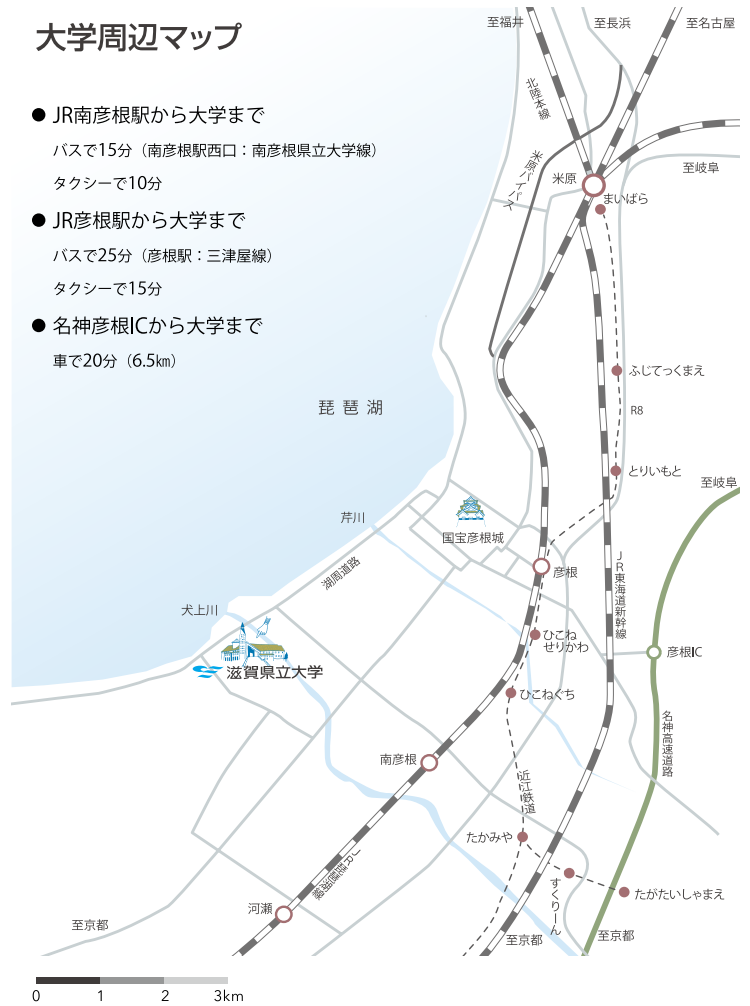 大学周辺マップ
● JR南彦根駅から大学まで
バスで15分（南彦根駅西口：南彦根県立大学線）
タクシーで10分
● JR彦根駅から大学まで
バスで25分（彦根駅：三津屋線）
タクシーで15分
● 名神彦根ICから大学まで
車で20分（6.5㎞）
至福井
至長浜
至名古屋
北陸本線
米原バイパス
米原
まいばら
至岐阜
ふじてっくまえ
R8
琵琶湖
とりいもと
至岐阜
芹川
国宝彦根城
湖周道路
彦根
JR東海道新幹線
犬上川
ひこね
せりかわ
彦根IC
滋賀県立大学
ひこねぐち
名神高速道路
南彦根
近江鉄道
たかみや
JR琵琶湖線
すくりーん
たがたいしゃまえ
河瀬
至京都
至京都
至京都
0 1 2 3km